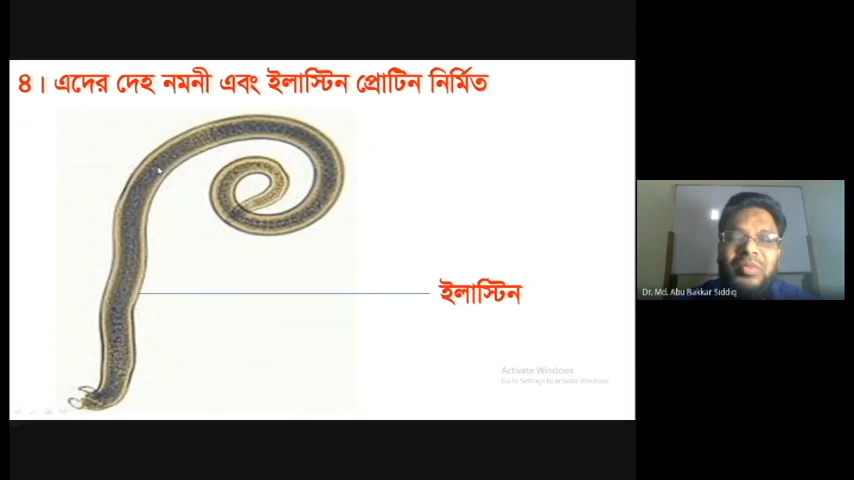 ৪। এদের দেহ নমনী এবং ইলাস্টিন প্রোটিন নির্মিত
ইলাস্টিন
Dr. Md. Abu Bakkar Siddiq
Activate Windows
Go to Settings to activate Windows.